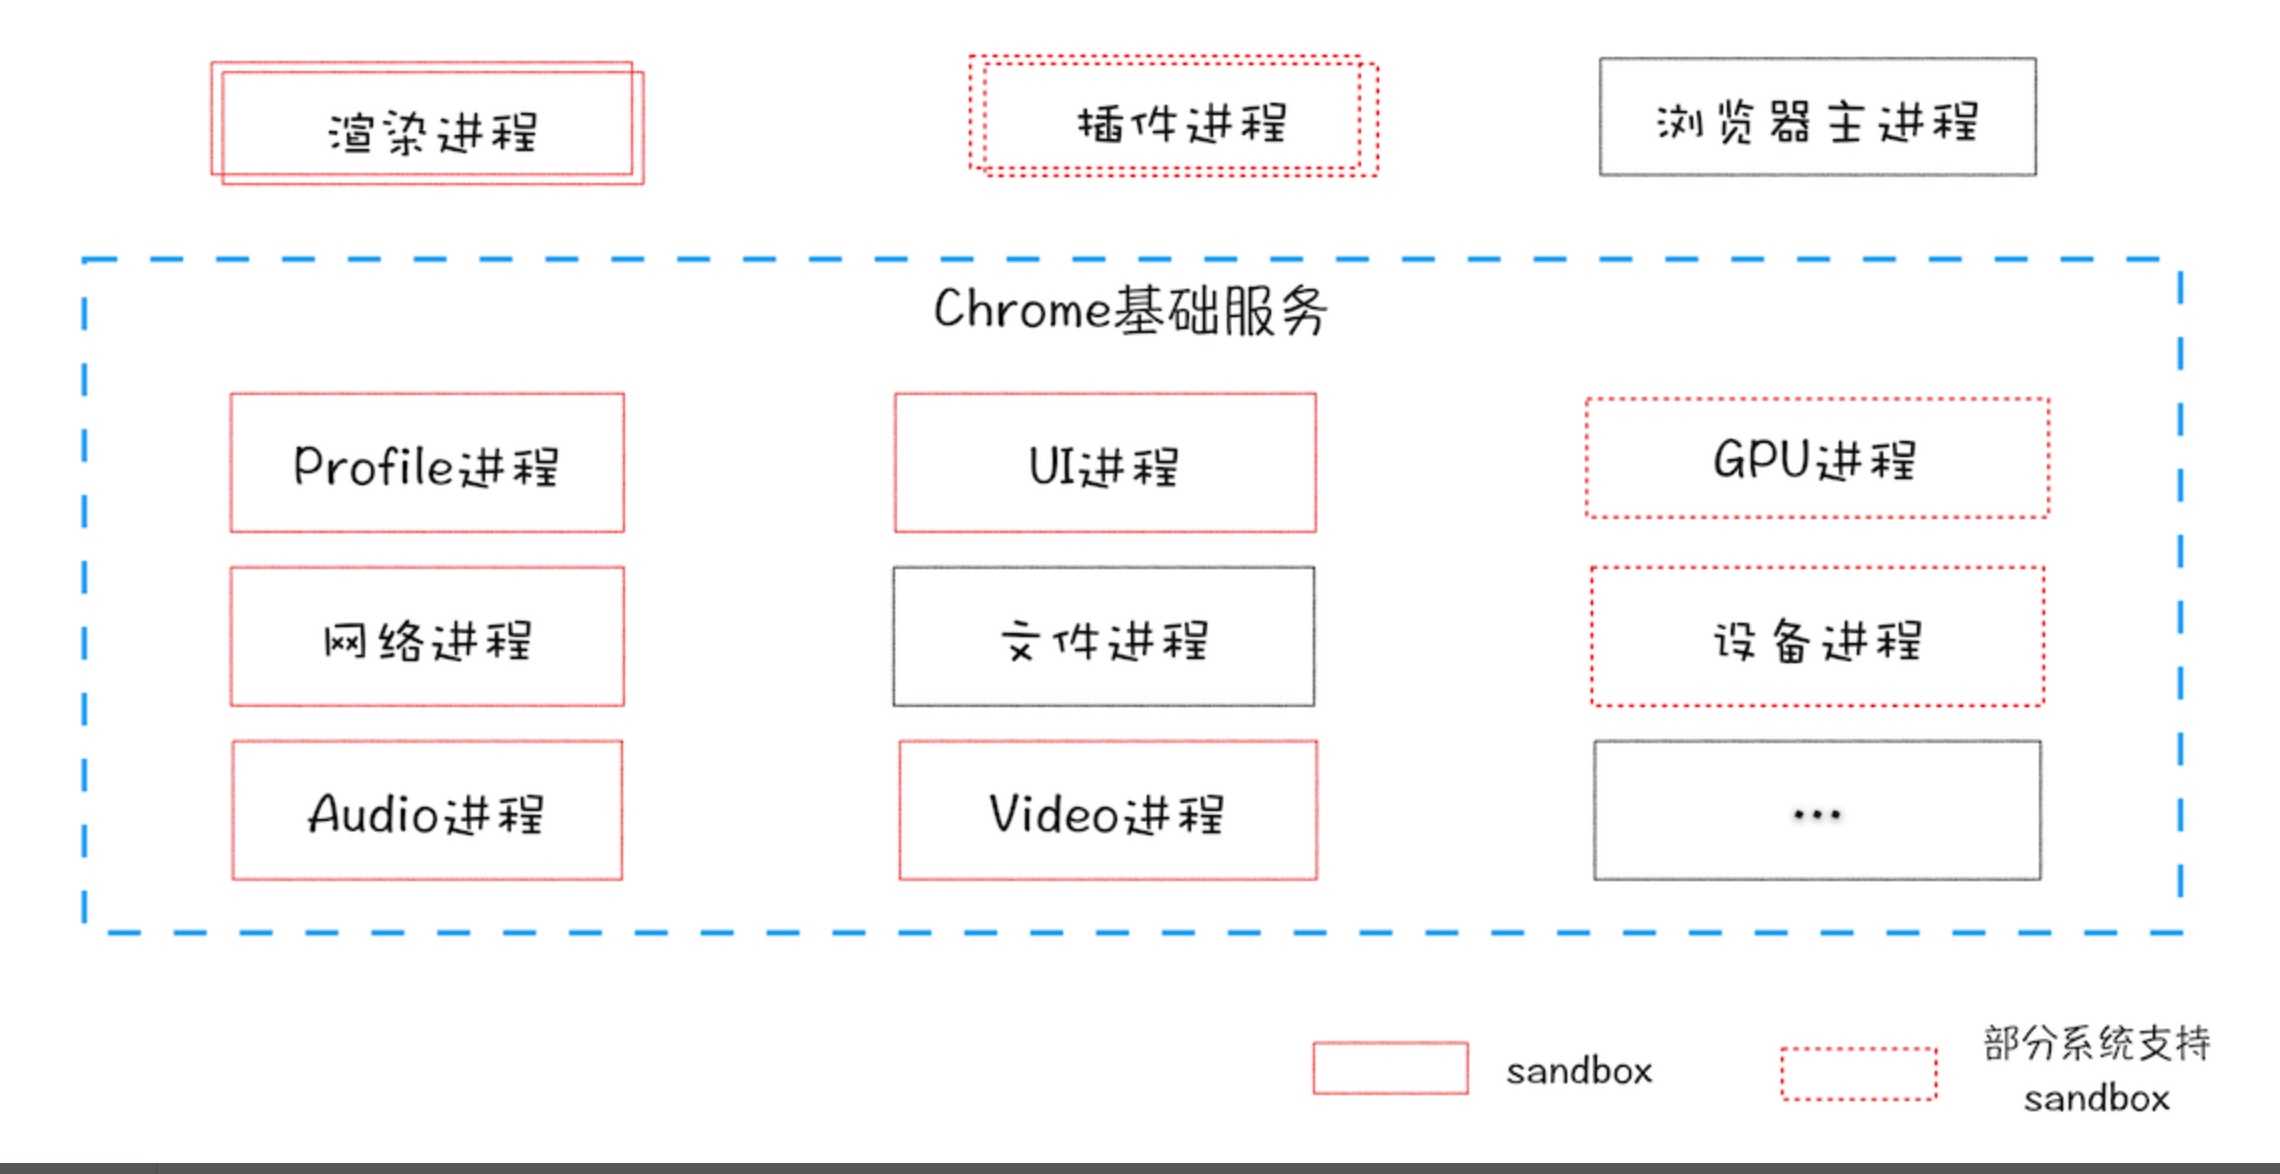 渲染进程
插件进程
浏览器主进程
Chrome基础服务
Profile进程
UI进程
GPU进程
网络进程
文件进程
设备进程
Audio进程
Video进程
...
sandbox
部分系统支持
sandbox